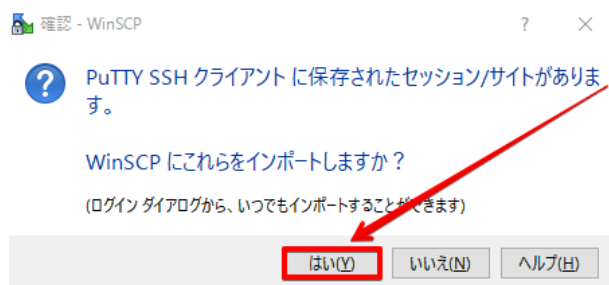 確認 - WinSCP
PuTTY SSH クライアント に保存されたセッション/サイトがありま
す。
WinSCP にこれらをインポートしますか？
(ログイン ダイアログから、いつでもインポートすることができます)
はい(Y) いいえ(N) ヘルプ(H)